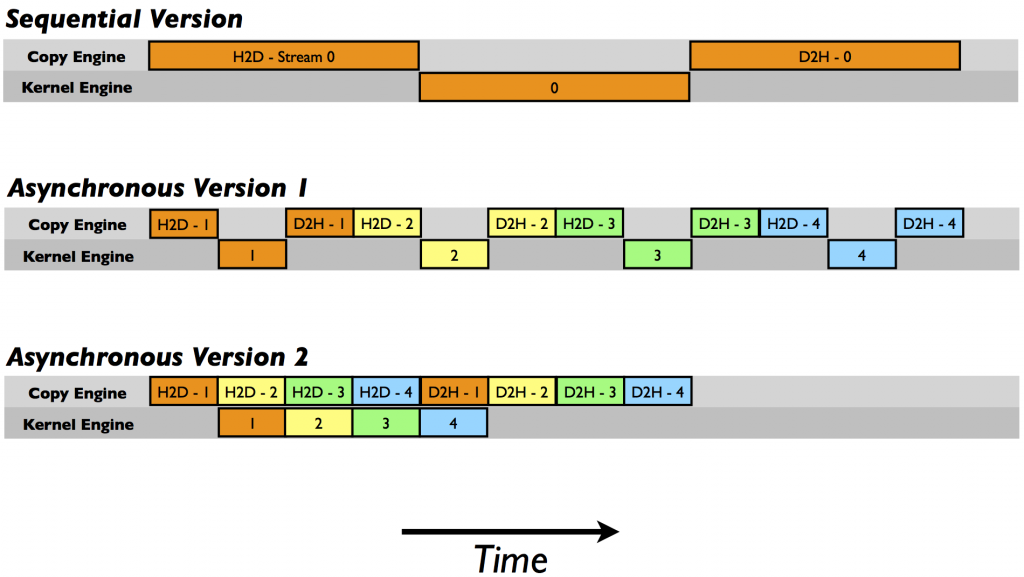 Sequential Version
Copy Engine H2D - Stream 0 D2H - 0
Kernel Engine 0
Asynchronous Version 1
Copy Engine H2D - 1 D2H - 1 H2D - 2 D2H - 2 H2D - 3 D2H - 3 H2D - 4 D2H - 4
Kernel Engine 1 2 3 4
Asynchronous Version 2
Copy Engine H2D - 1 H2D - 2 H2D - 3 H2D - 4 D2H - 1 D2H - 2 D2H - 3 D2H - 4
Kernel Engine 1 2 3 4
Time